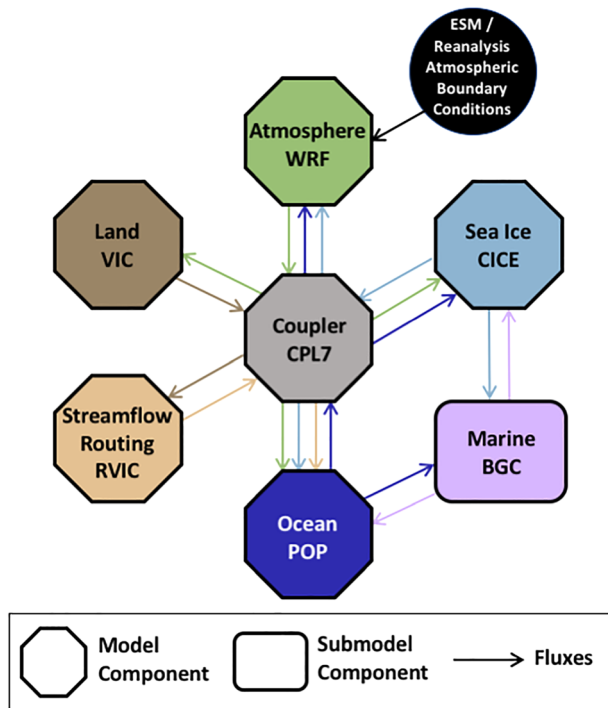 ESM /
Reanalysis
Atmospheric
Boundary
Conditions
Atmosphere
WRF
Land
VIC
Sea Ice
CICE
Coupler
CPL7
Streamflow
Routing
RVIC
Marine
BGC
Ocean
POP
Model
Component
Submodel
Component
Fluxes